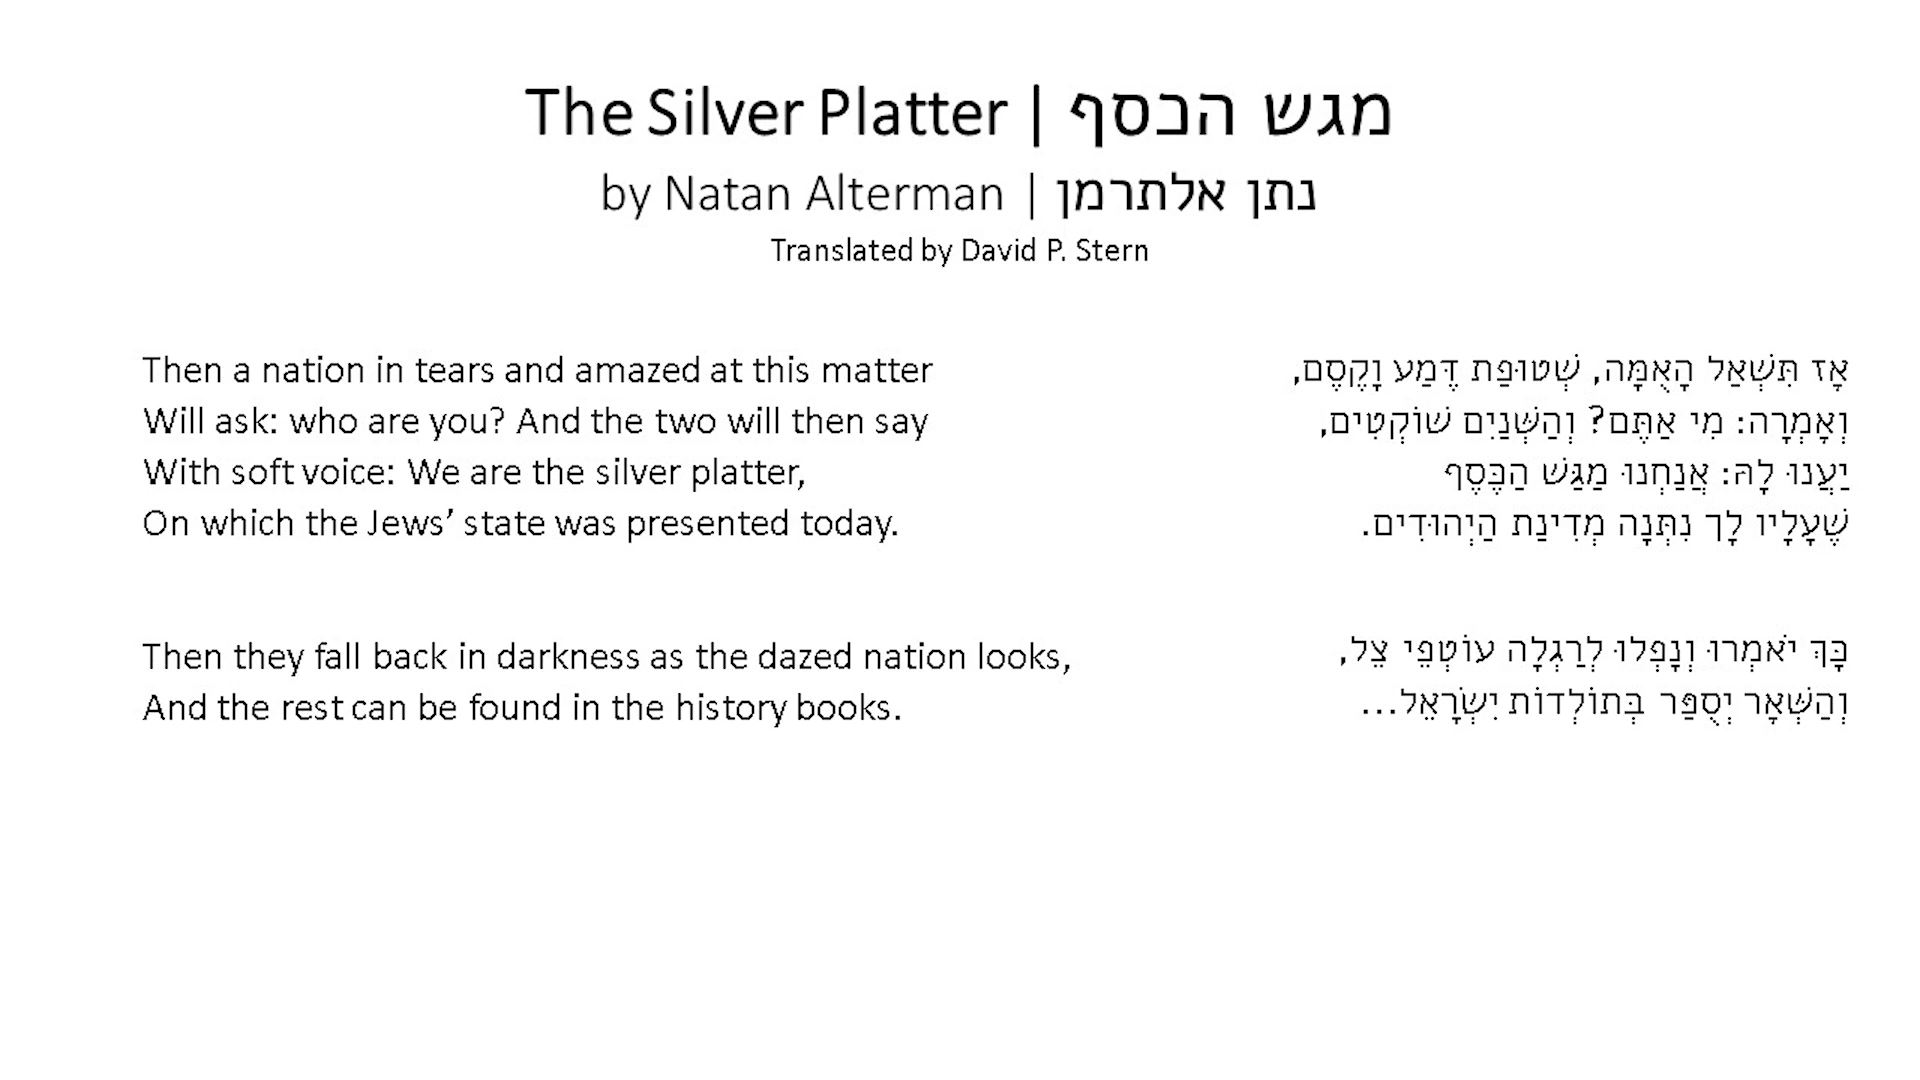 The Silver Platter | מגש הכסף
by Natan Alterman | נתן אלתרמן
Translated by David P. Stern
Then a nation in tears and amazed at this matter
Will ask: who are you? And the two will then say
With soft voice: We are the silver platter,
On which the Jews’ state was presented today.
Then they fall back in darkness as the dazed nation looks,
And the rest can be found in the history books.
אָז תִּשְׁאַל הָאֻמָּה, שְׁטוּפַת דֶּמַע וָקֶסֶם,
וְאָמְרָה: מִי אַתֶּם? וְהַשְּׁנַיִם שׁוֹקְטִים,
יַעֲנוּ לָהּ: אֲנַחְנוּ מַגַּשׁ הַכֶּסֶף
שֶׁעָלָיו לָך נִתְּנָה מְדִינַת הַיְהוּדִים.
כָּךְ יֹאמְרוּ וְנָפְלוּ לְרַגְלָה עוֹטְפֵי צֵל,
וְהַשְּׁאָר יְסֻפַּר בְּתוֹלְדוֹת יִשְׂרָאֵל...